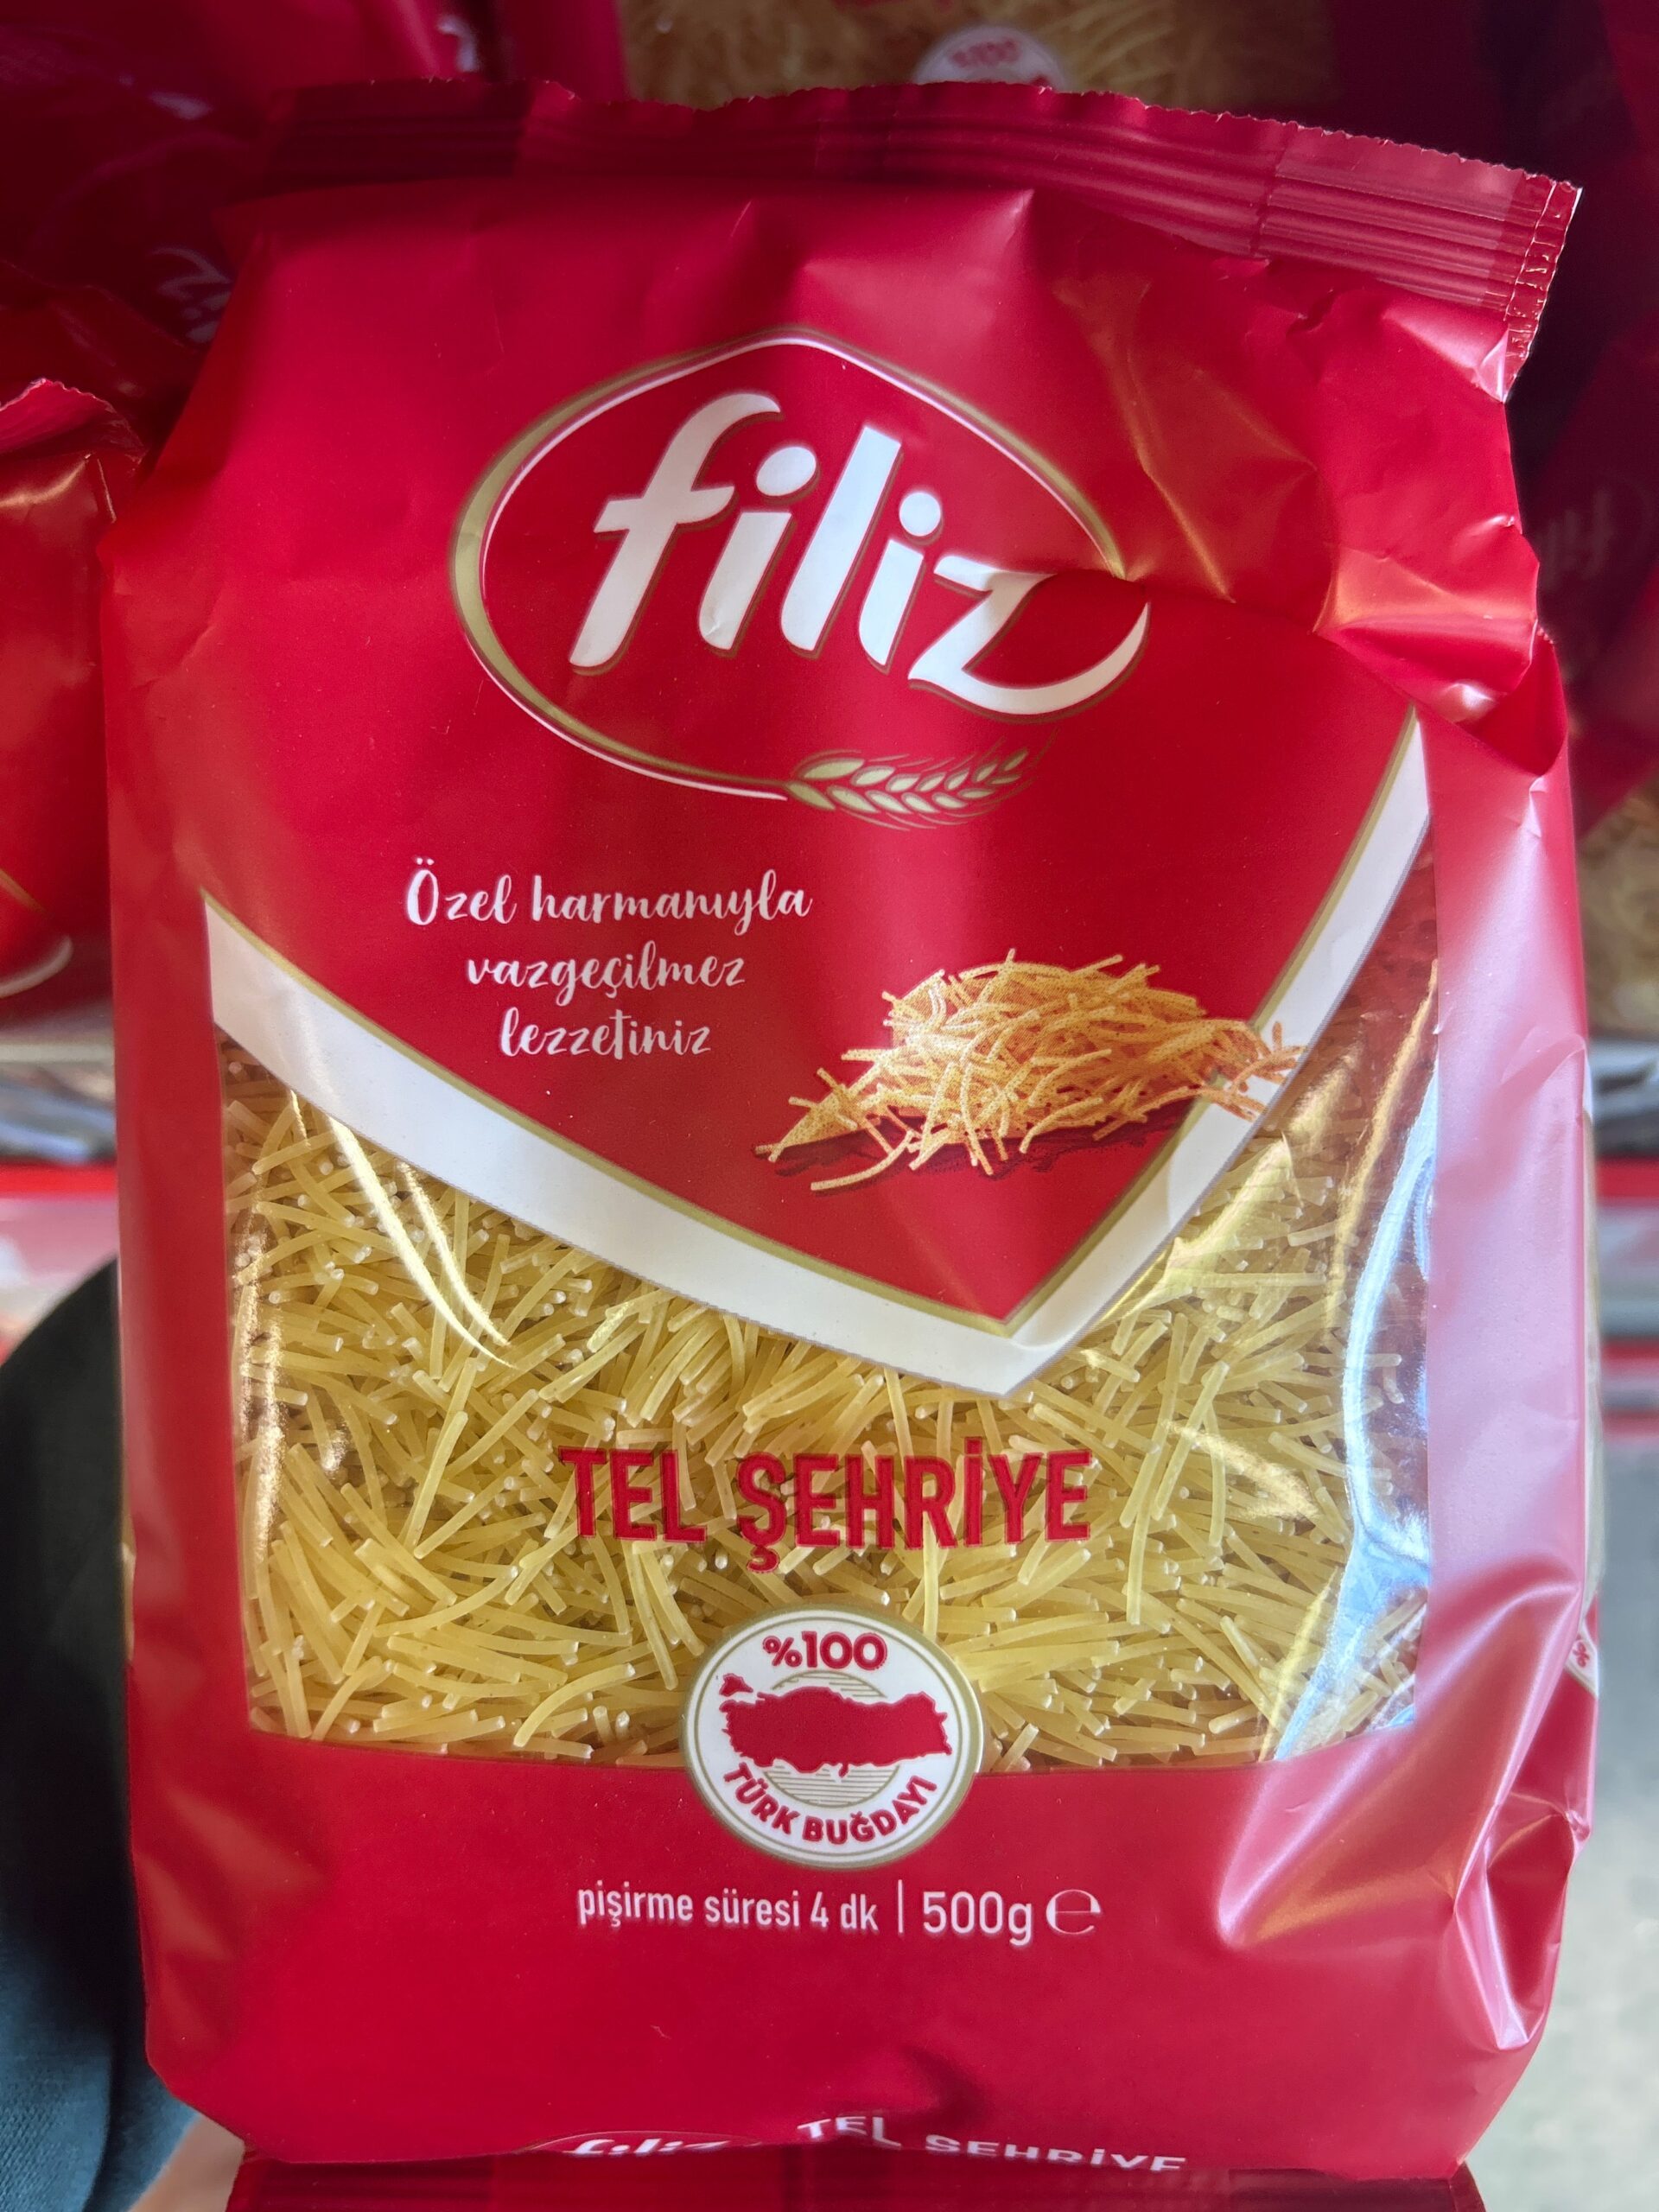 filiz
Özel harmanıyla
vazgeçilmez
lezzetiniz
TEL ŞEHRİYE
%100
TÜRK BUĞDAYI
pişirme süresi 4 dk | 500g ℮
filiz TEL ŞEHRİYE